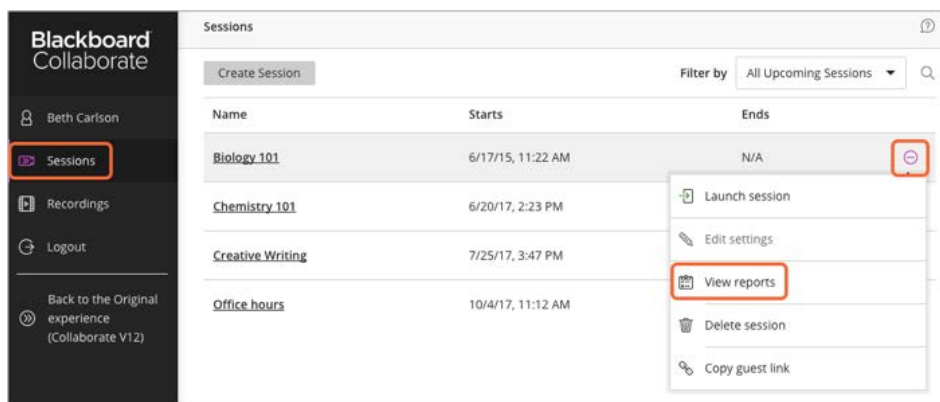 Blackboard
Collaborate
Beth Carlson
Sessions
Recordings
Logout
Back to the Original
experience
(Collaborate V12)
Sessions
Create Session
Filter by All Upcoming Sessions
Name Starts Ends
Biology 101 6/17/15, 11:22 AM N/A
Chemistry 101 6/20/17, 2:23 PM
Creative Writing 7/25/17, 3:47 PM
Office hours 10/4/17, 11:12 AM
Launch session
Edit settings
View reports
Delete session
Copy guest link